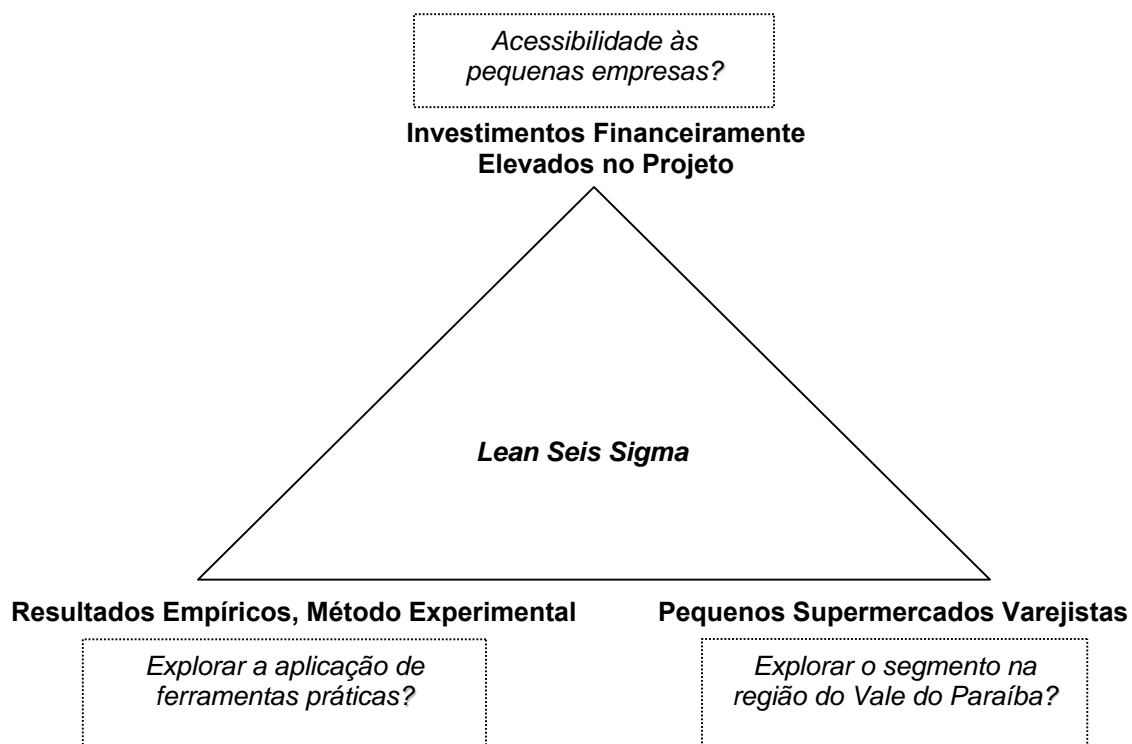 Acessibilidade às
pequenas empresas?
Investimentos Financeiramente
Elevados no Projeto
Lean Seis Sigma
Resultados Empíricos, Método Experimental
Pequenos Supermercados Varejistas
Explorar a aplicação de
ferramentas práticas?
Explorar o segmento na
região do Vale do Paraíba?